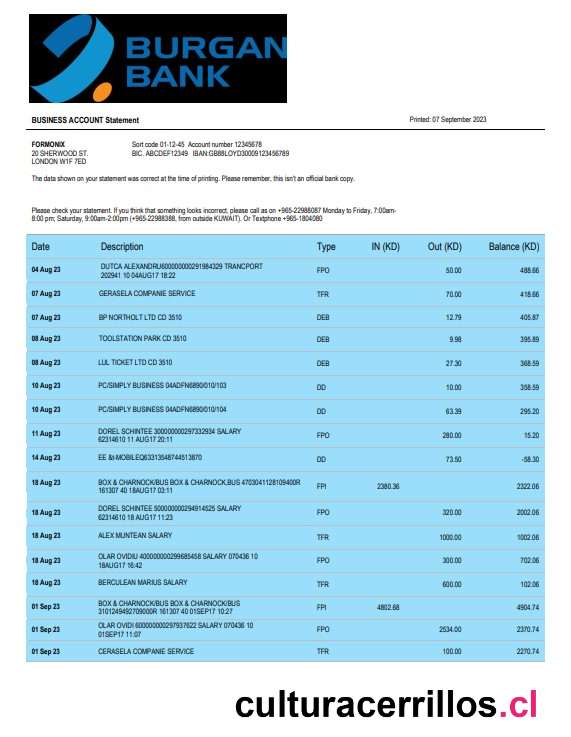 BURGAN
BANK
BUSINESS ACCOUNT Statement
Printed: 07 September 2023
FORMONIX
Sort code 01-12-45 Account number 12345678
20 SHERWOOD ST.
BIC. ABCDEF12349 IBAN:GB88LOYD30009123456789
LONDON W1F 7ED
The data shown on your statement was correct at the time of printing. Please remember, this isn't an official bank copy.
Please check your statement. If you think that something looks incorrect, please call as on +965-22988087 Monday to Friday, 7:00am-
8:00 pm; Saturday, 9:00am-2:00pm (+965-22988388, from outside KUWAIT). Or Textphone +965-1804080
Date Description Type IN (KD) Out (KD) Balance (KD)
04 Aug 23 DUTCA ALEXANDRU600000000291984329 TRANCPORT FPO 50.00 488.66
202941 10 04AUG17 18:22
07 Aug 23 GERASELA COMPANIE SERVICE TFR 70.00 418.66
07 Aug 23 BP NORTHOLT LTD CD 3510 DEB 12.79 405.87
08 Aug 23 TOOLSTATION PARK CD 3510 DEB 9.98 395.89
08 Aug 23 LUL TICKET LTD CD 3510 DEB 27.30 368.59
10 Aug 23 PC/SIMPLY BUSINESS 04ADFN6890/010/103 DD 10.00 358.59
10 Aug 23 PC/SIMPLY BUSINESS 04ADFN6890/010/104 DD 63.39 295.20
11 Aug 23 DOREL SCHINTEE 300000000297332934 SALARY FPO 280.00 15.20
62314610 11 AUG17 20:11
14 Aug 23 EE &t-MOBILEQ63313548744513870 DD 73.50 -58.30
18 Aug 23 BOX & CHARNOCK/BUS BOX & CHARNOCK,BUS 4703041128109400R FPI 2380.36 2322.06
161307 40 18AUG17 03:11
18 Aug 23 DOREL SCHINTEE 500000000294914525 SALARY FPO 320.00 2002.06
62314618 18 AUG17 11:23
18 Aug 23 ALEX MUNTEAN SALARY TFR 1000.00 1002.06
18 Aug 23 OLAR OVIDIU 400000000299685458 SALARY 070436 10 FPO 300.00 702.06
18AUG17 16:42
18 Aug 23 BERCULEAN MARIUS SALARY TFR 600.00 102.06
01 Sep 23 BOX & CHARNOCK/BUS BOX & CHARNOCK/BUS FPI 4802.68 4904.74
3101249492709000R 161307 40 01SEP17 10:27
01 Sep 23 OLAR OVIDI 600000000297937622 SALARY 070436 10 FPO 2534.00 2370.74
01SEP17 11:07
01 Sep 23 CERASELA COMPANIE SERVICE TFR 100.00 2270.74
culturacerrillos.cl